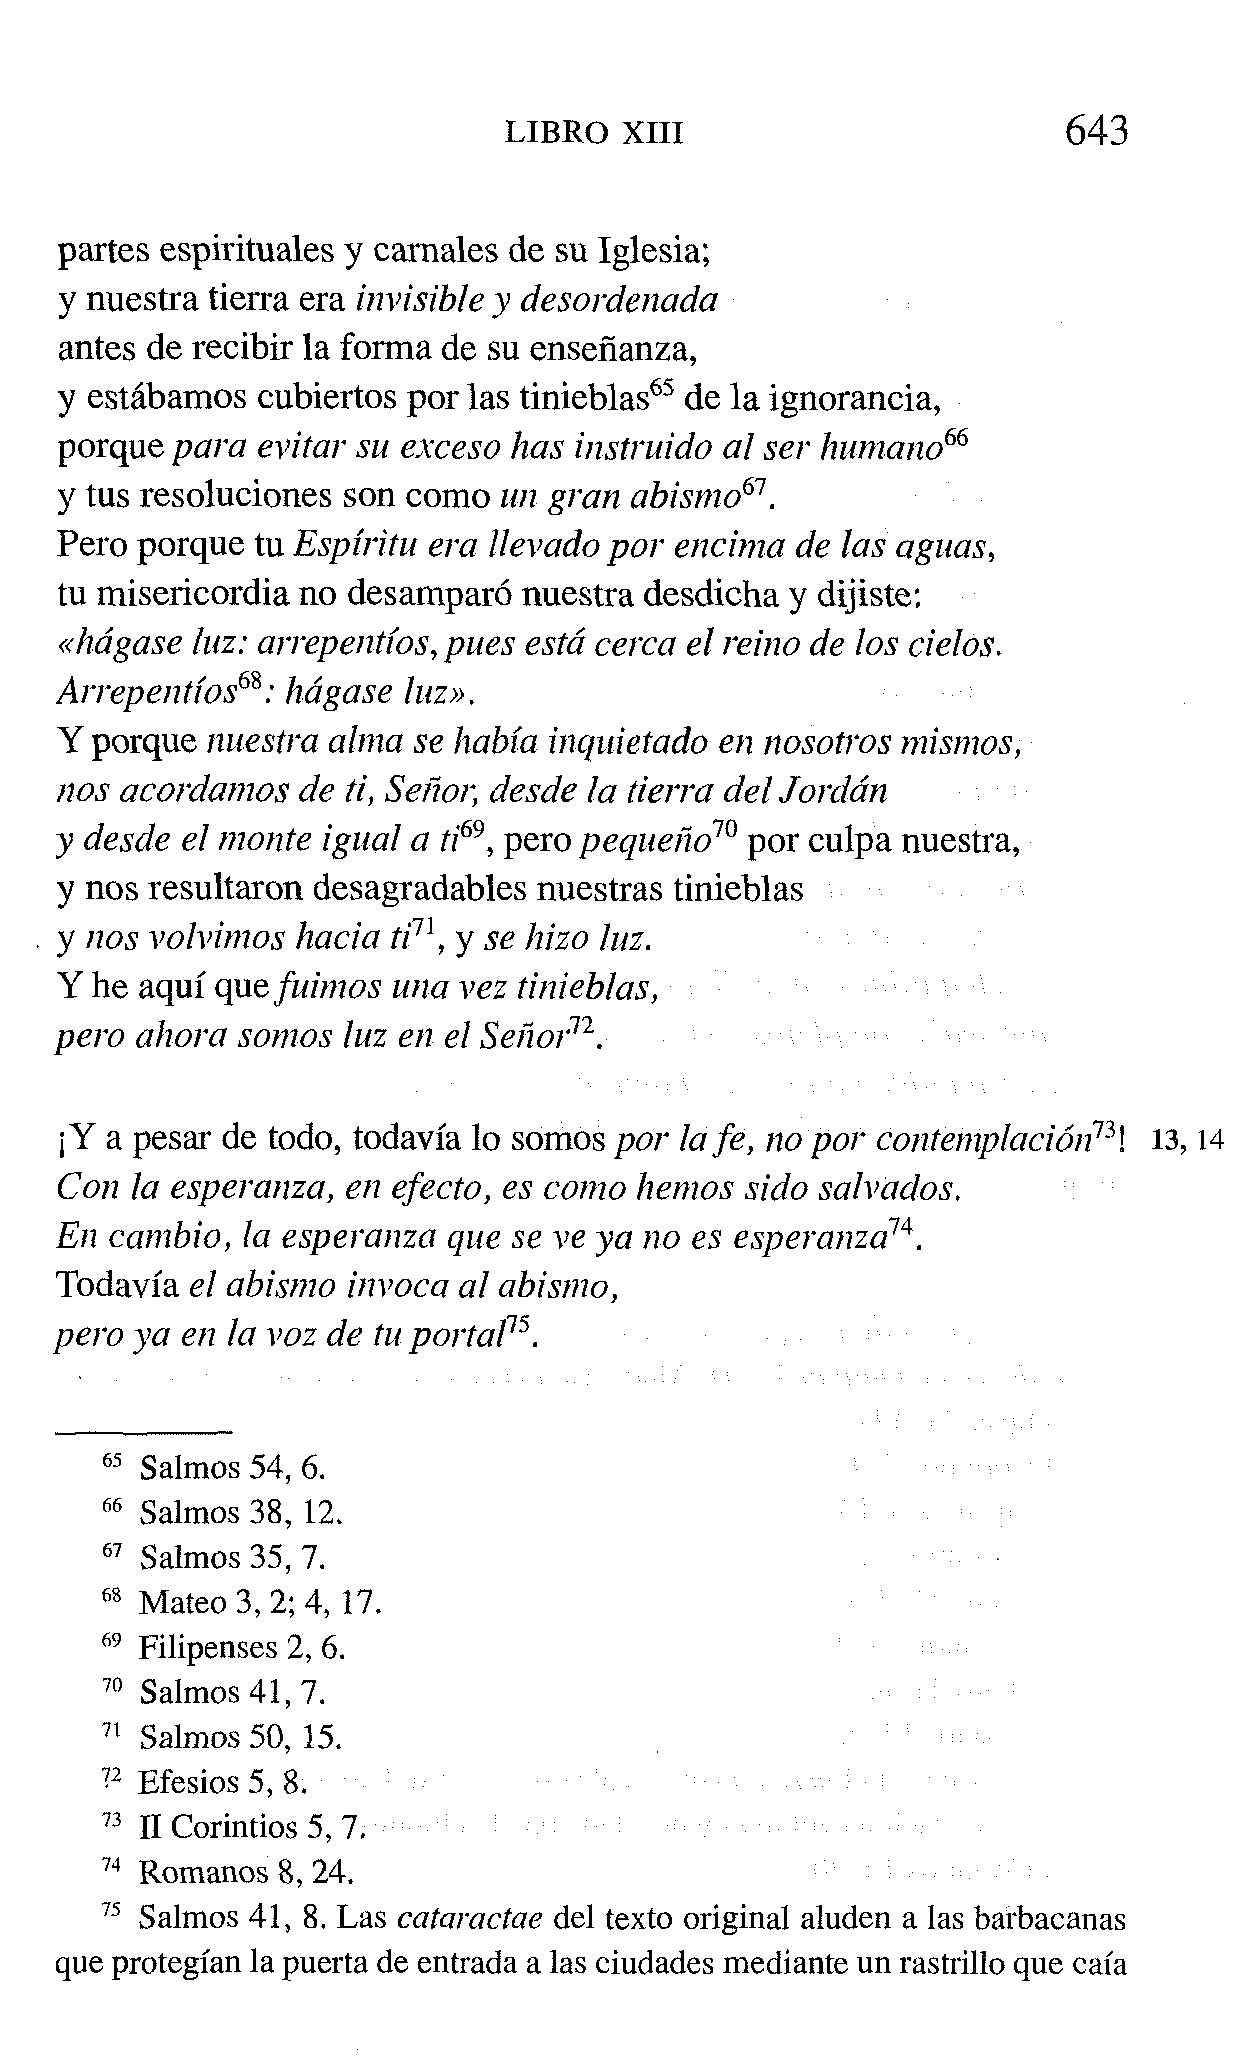 LIBRO XIII 643
partes espirituales y carnales de su Iglesia;
y nuestra tierra era invisible y desordenada
antes de recibir la forma de su enseñanza,
y estábamos cubiertos por las tinieblas⁶⁵ de la ignorancia,
porque para evitar su exceso has instruido al ser humano⁶⁶
y tus resoluciones son como un gran abismo⁶⁷.
Pero porque tu Espíritu era llevado por encima de las aguas,
tu misericordia no desamparó nuestra desdicha y dijiste:
«hágase luz: arrepentíos, pues está cerca el reino de los cielos.
Arrepentíos⁶⁸: hágase luz».
Y porque nuestra alma se había inquietado en nosotros mismos,
nos acordamos de ti, Señor, desde la tierra del Jordán
y desde el monte igual a ti⁶⁹, pero pequeño⁷⁰ por culpa nuestra,
y nos resultaron desagradables nuestras tinieblas
y nos volvimos hacia ti⁷¹, y se hizo luz.
Y he aquí que fuimos una vez tinieblas,
pero ahora somos luz en el Señor⁷².
¡Y a pesar de todo, todavía lo somos por la fe, no por contemplación⁷³! 13, 14
Con la esperanza, en efecto, es como hemos sido salvados.
En cambio, la esperanza que se ve ya no es esperanza⁷⁴.
Todavía el abismo invoca al abismo,
pero ya en la voz de tu portal⁷⁵.
⁶⁵ Salmos 54, 6.
⁶⁶ Salmos 38, 12.
⁶⁷ Salmos 35, 7.
⁶⁸ Mateo 3, 2; 4, 17.
⁶⁹ Filipenses 2, 6.
⁷⁰ Salmos 41, 7.
⁷¹ Salmos 50, 15.
⁷² Efesios 5, 8.
⁷³ II Corintios 5, 7.
⁷⁴ Romanos 8, 24.
⁷⁵ Salmos 41, 8. Las cataractae del texto original aluden a las barbacanas
que protegían la puerta de entrada a las ciudades mediante un rastrillo que caía